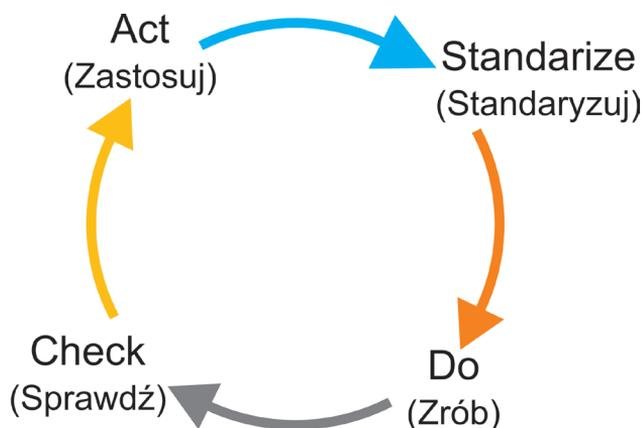 Act
(Zastosuj)
Standarize
(Standaryzuj)
Do
(Zrób)
Check
(Sprawdź)